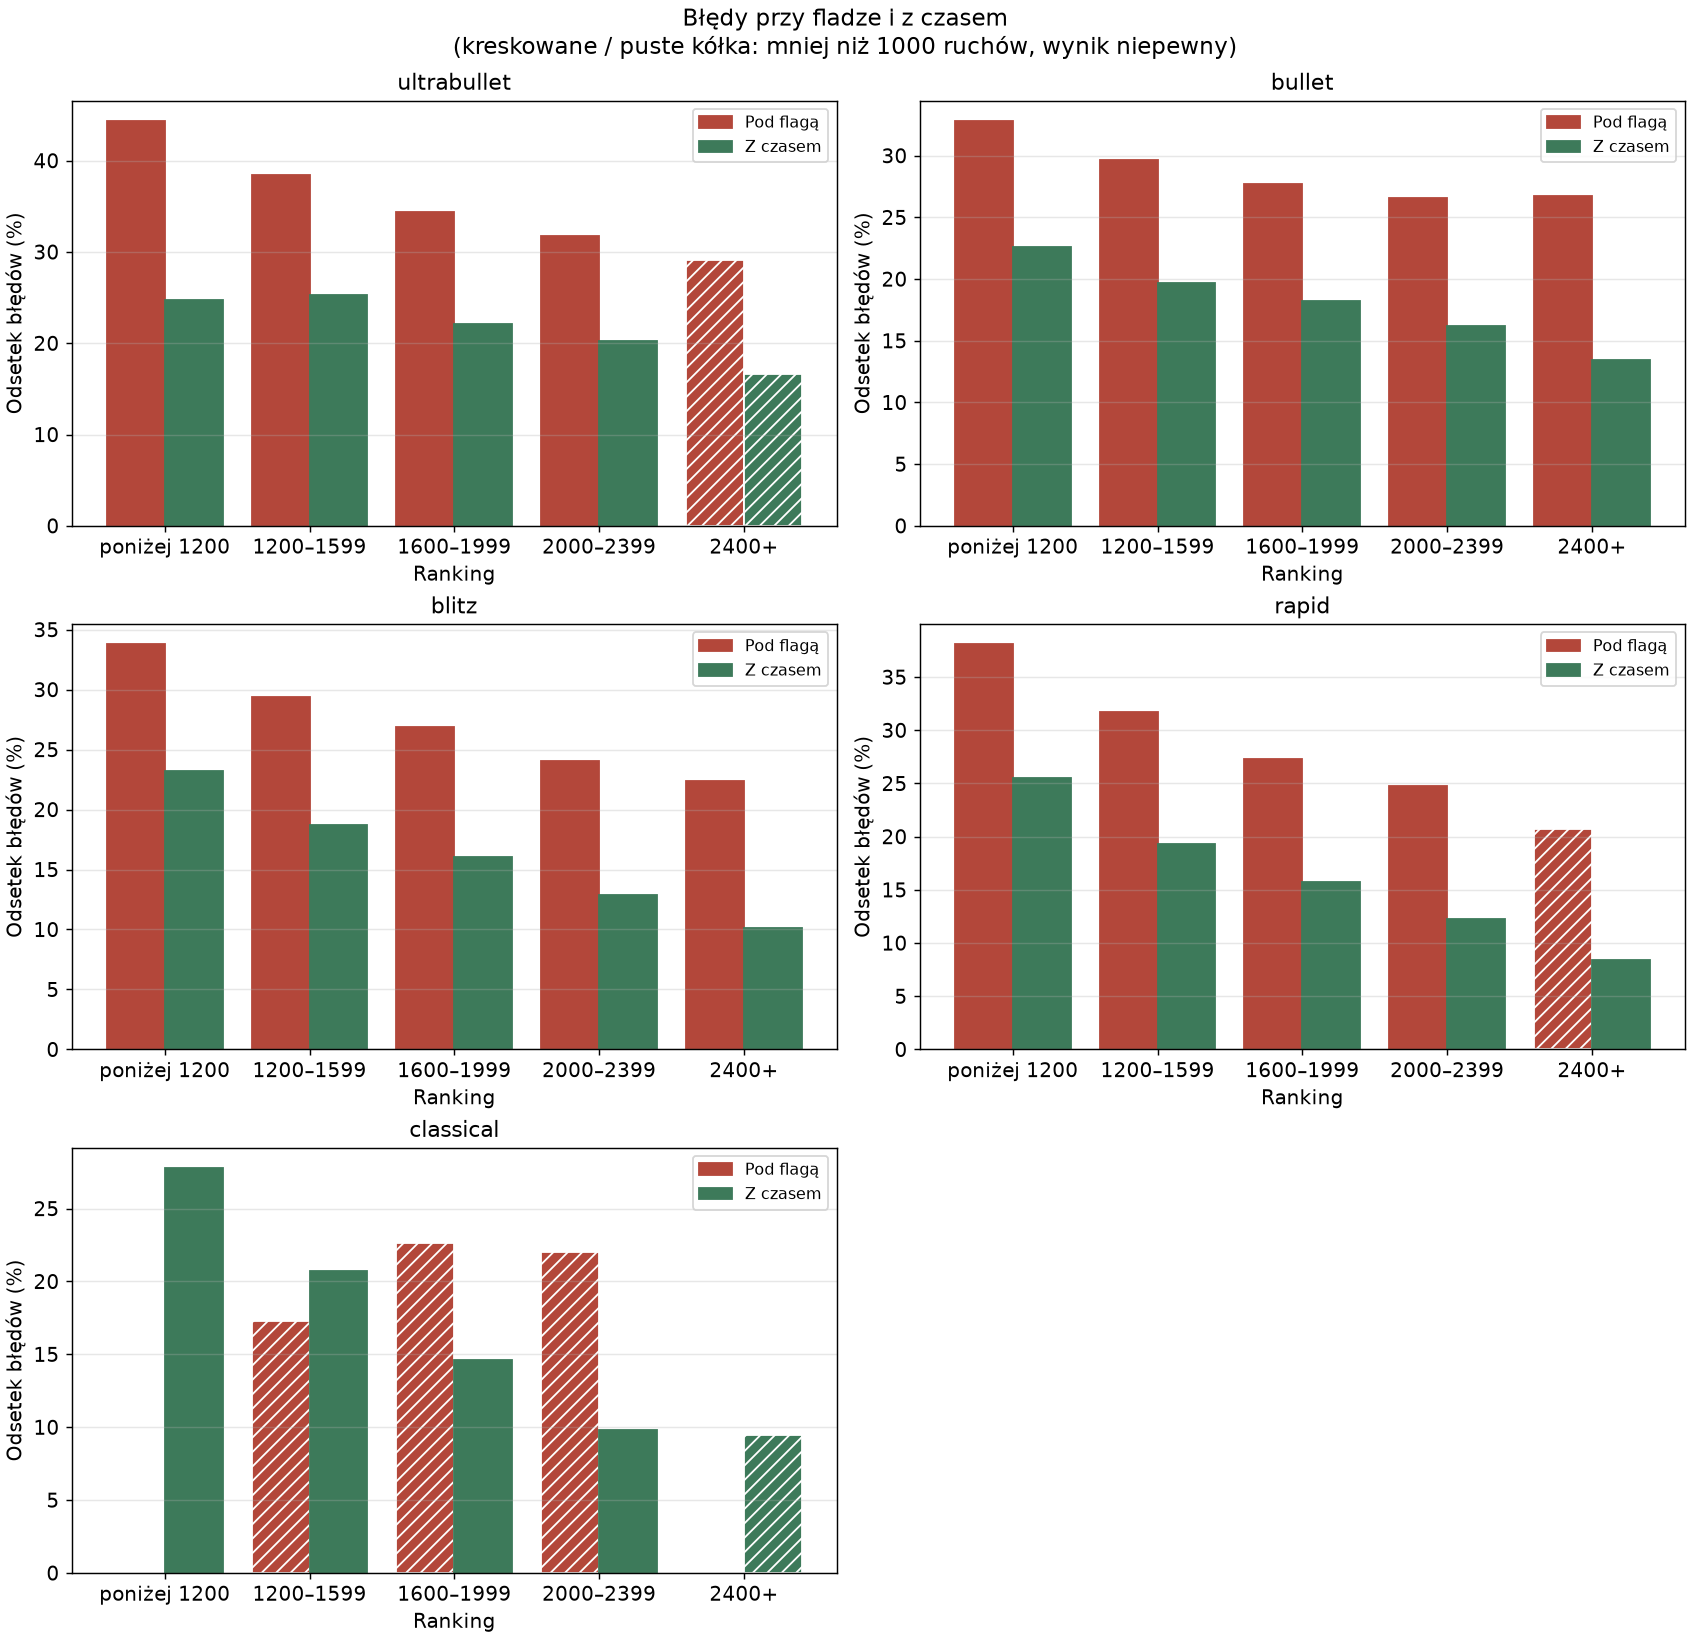 Błędy przy fladze i z czasem
(kreskowane / puste kółka: mniej niż 1000 ruchów, wynik niepewny)
ultrabullet
Odsetek błędów (%)
40
30
20
10
0
Pod flagą
Z czasem
poniżej 1200 1200–1599 1600–1999 2000–2399 2400+
Ranking
bullet
Odsetek błędów (%)
30
25
20
15
10
5
0
Pod flagą
Z czasem
poniżej 1200 1200–1599 1600–1999 2000–2399 2400+
Ranking
blitz
Odsetek błędów (%)
35
30
25
20
15
10
5
0
Pod flagą
Z czasem
poniżej 1200 1200–1599 1600–1999 2000–2399 2400+
Ranking
rapid
Odsetek błędów (%)
35
30
25
20
15
10
5
0
Pod flagą
Z czasem
poniżej 1200 1200–1599 1600–1999 2000–2399 2400+
Ranking
classical
Odsetek błędów (%)
25
20
15
10
5
0
Pod flagą
Z czasem
poniżej 1200 1200–1599 1600–1999 2000–2399 2400+
Ranking